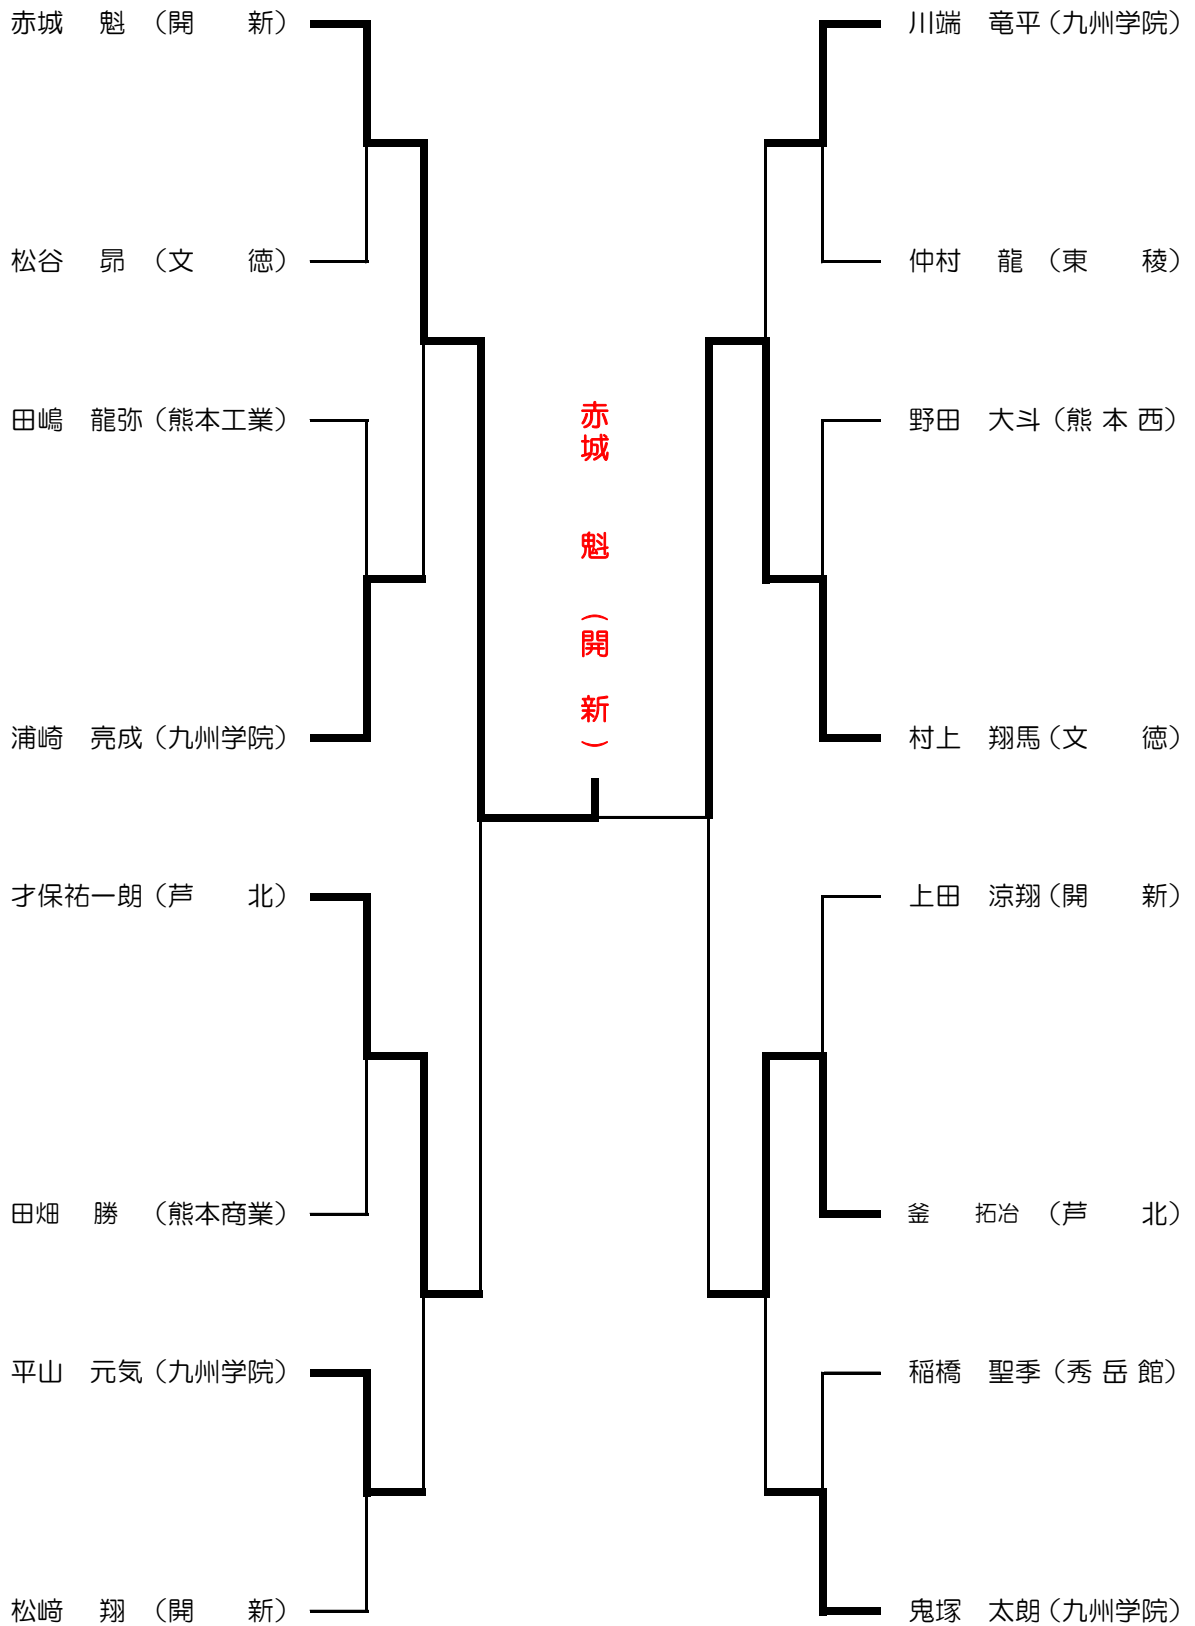 赤城 魁 （開 新）
松谷 昴 （文 徳）
田嶋 龍弥（熊本工業）
浦崎 亮成（九州学院）
才保祐一朗（芦 北）
田畑 勝 （熊本商業）
平山 元気（九州学院）
松﨑 翔 （開 新）
赤城 魁 （開 新）
川端 竜平（九州学院）
仲村 龍 （東 稜）
野田 大斗（熊 本 西）
村上 翔馬（文 徳）
上田 涼翔（開 新）
釜 拓冶 （芦 北）
稲橋 聖季（秀 岳 館）
鬼塚 太朗（九州学院）